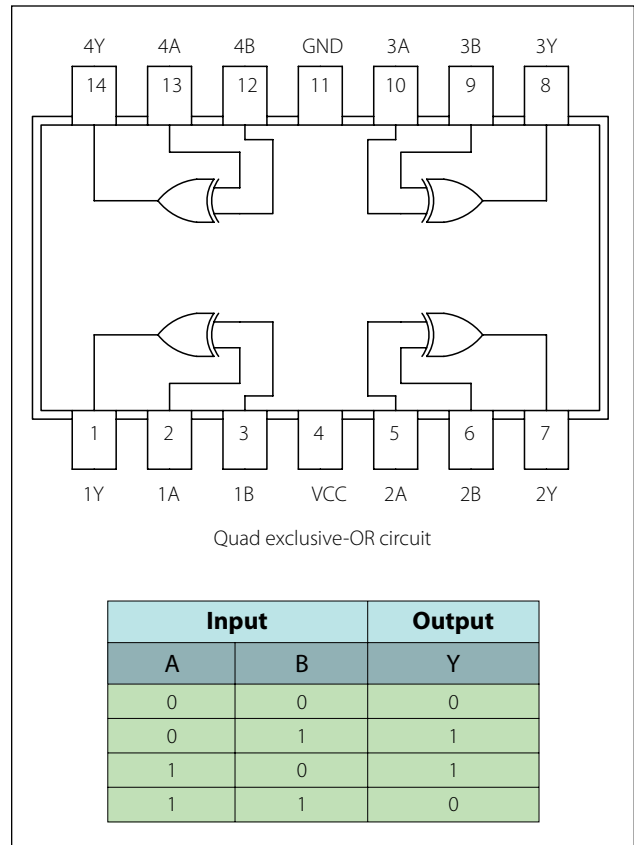 4Y 4A 4B GND 3A 3B 3Y
14 13 12 11 10 9 8
1 2 3 4 5 6 7
1Y 1A 1B VCC 2A 2B 2Y
Quad exclusive-OR circuit
Input Output
A B Y
0 0 0
0 1 1
1 0 1
1 1 0